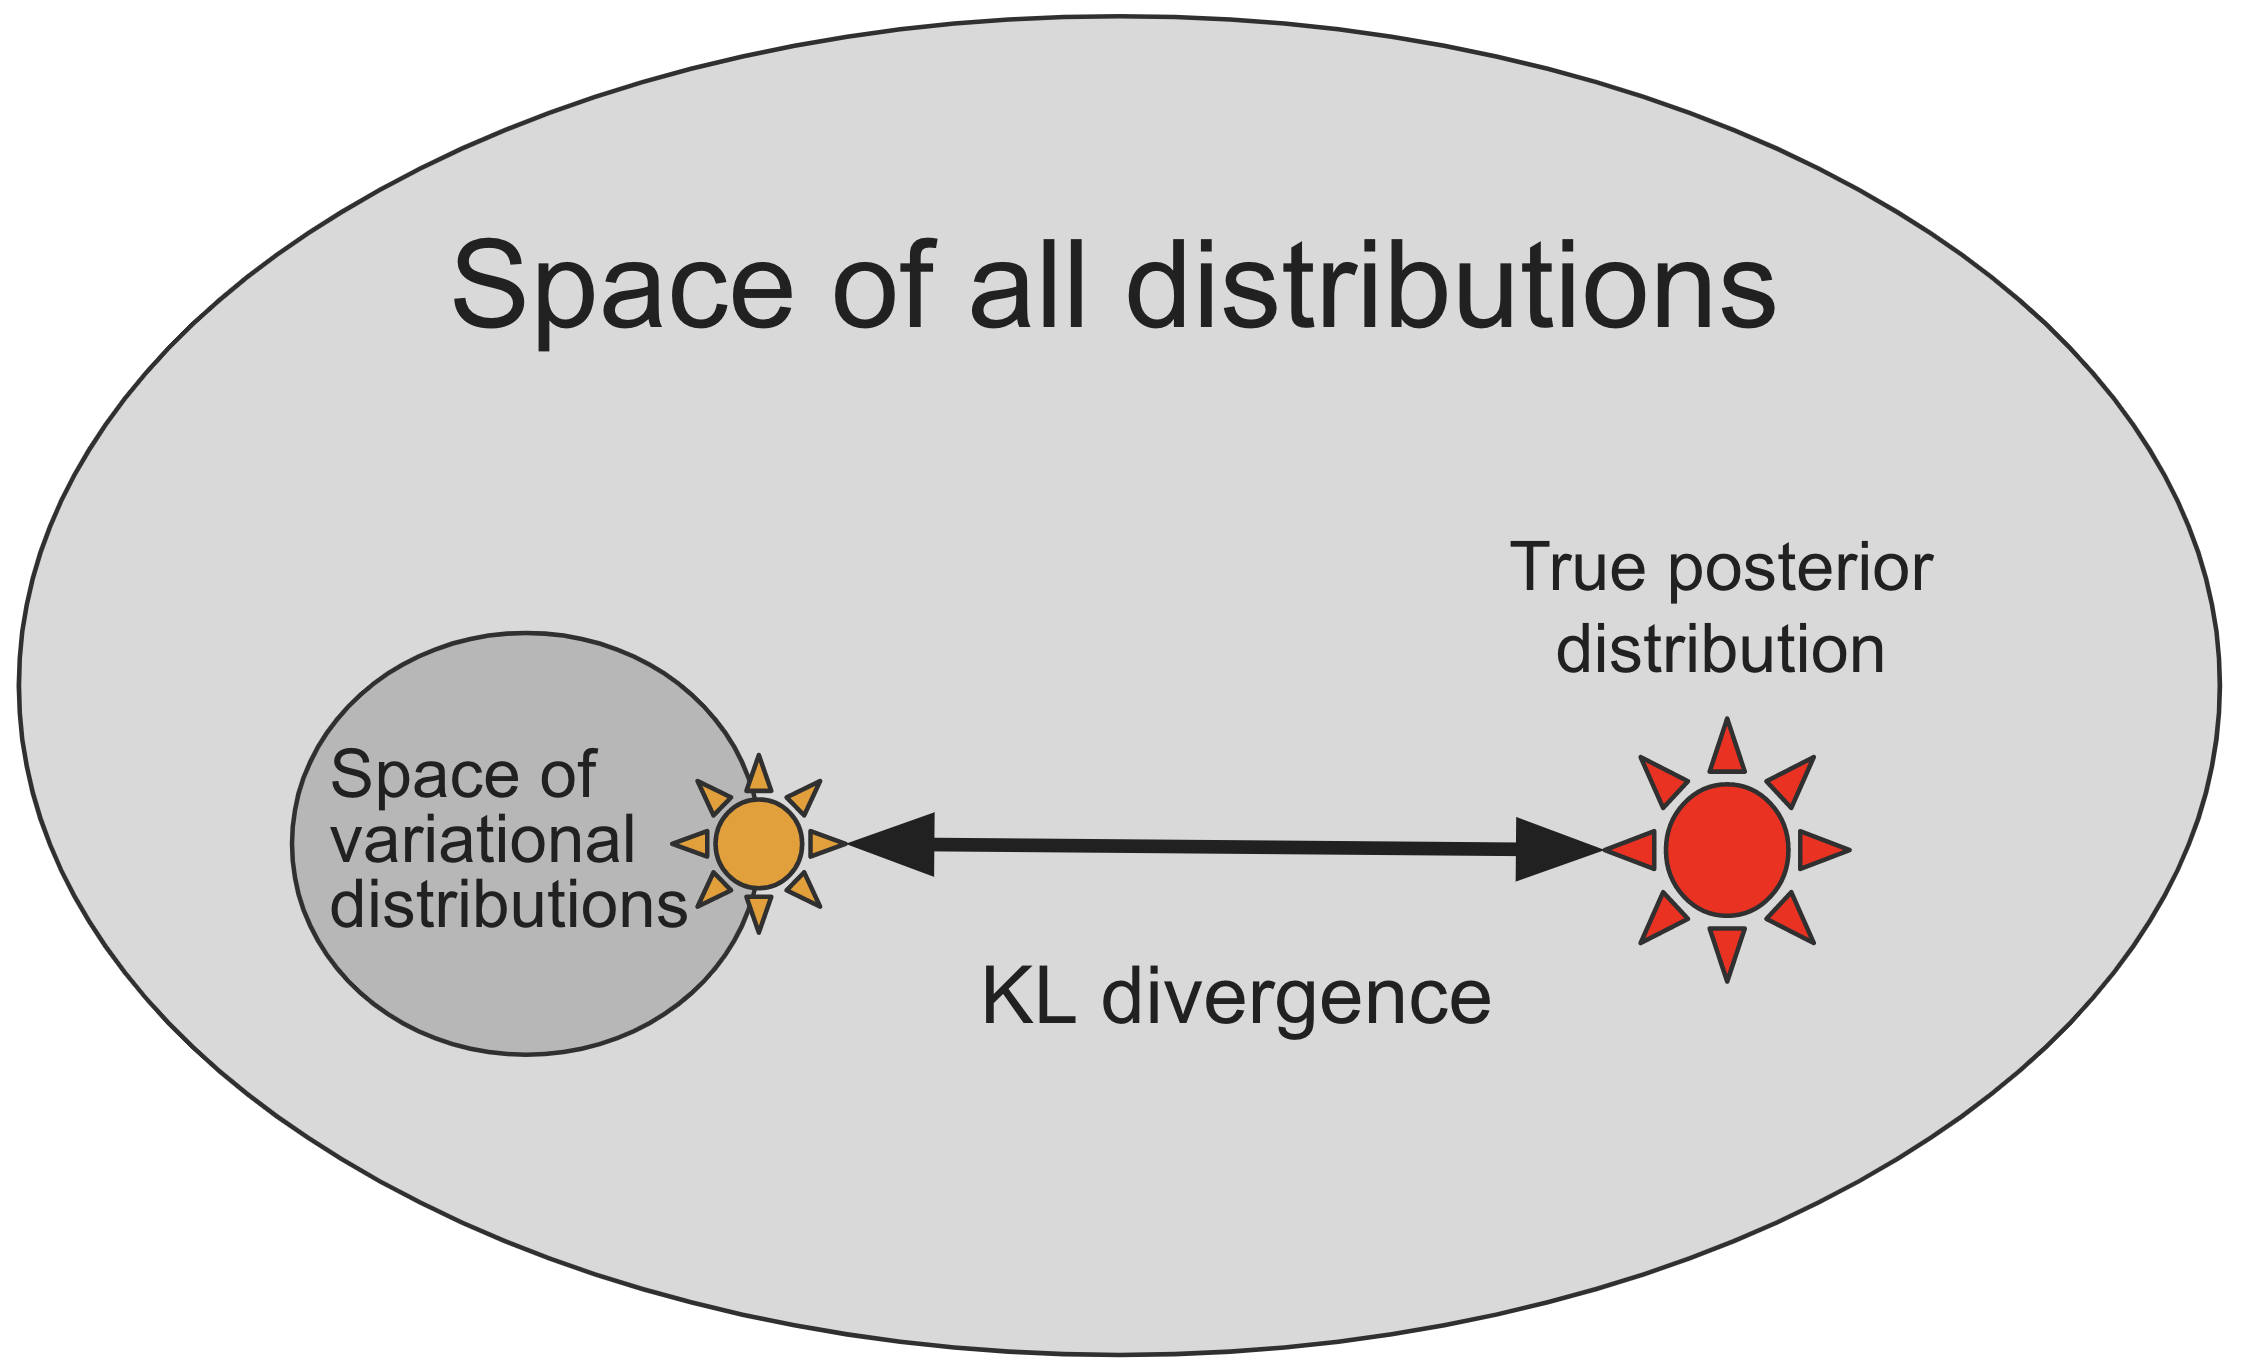 Space of all distributions
True posterior
distribution
Space of
variational
distributions
KL divergence